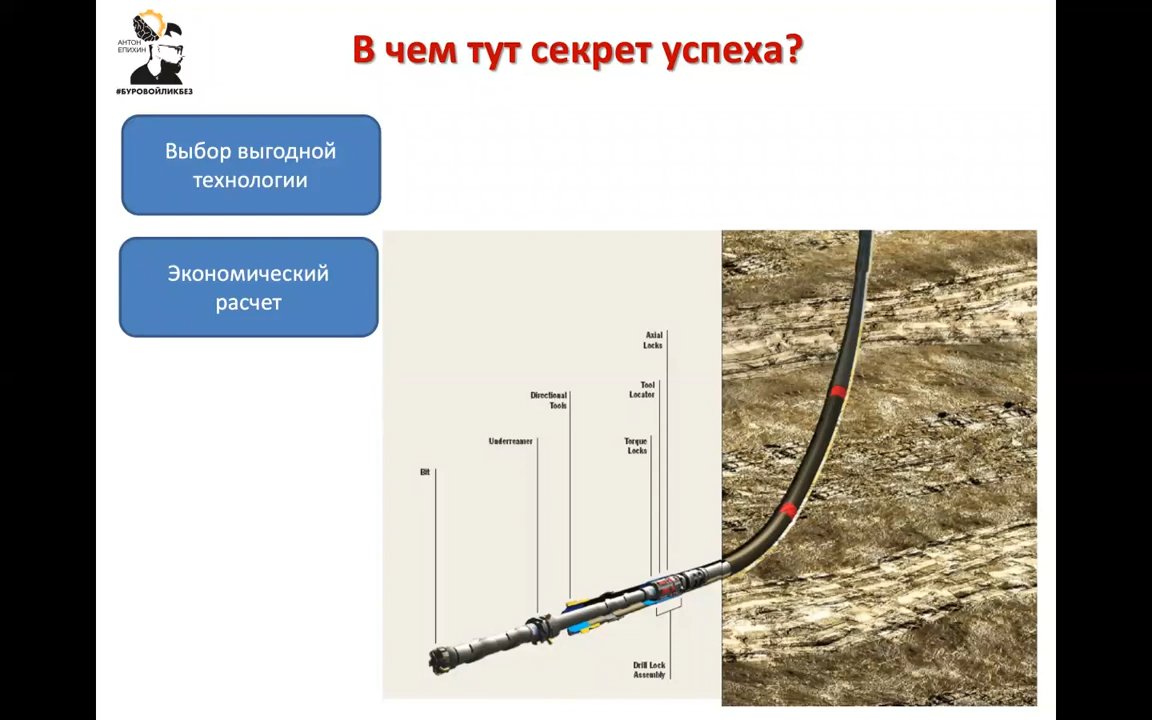 АНТОН
ЕПИХИН
#БУРОВОЙЛИКБЕЗ
В чем тут секрет успеха?
Выбор выгодной
технологии
Экономический
расчет
Axial
Locks
Tool
Locator
Directional
Tools
Underreamer
Torque
Locks
Bit
Drill Lock
Assembly